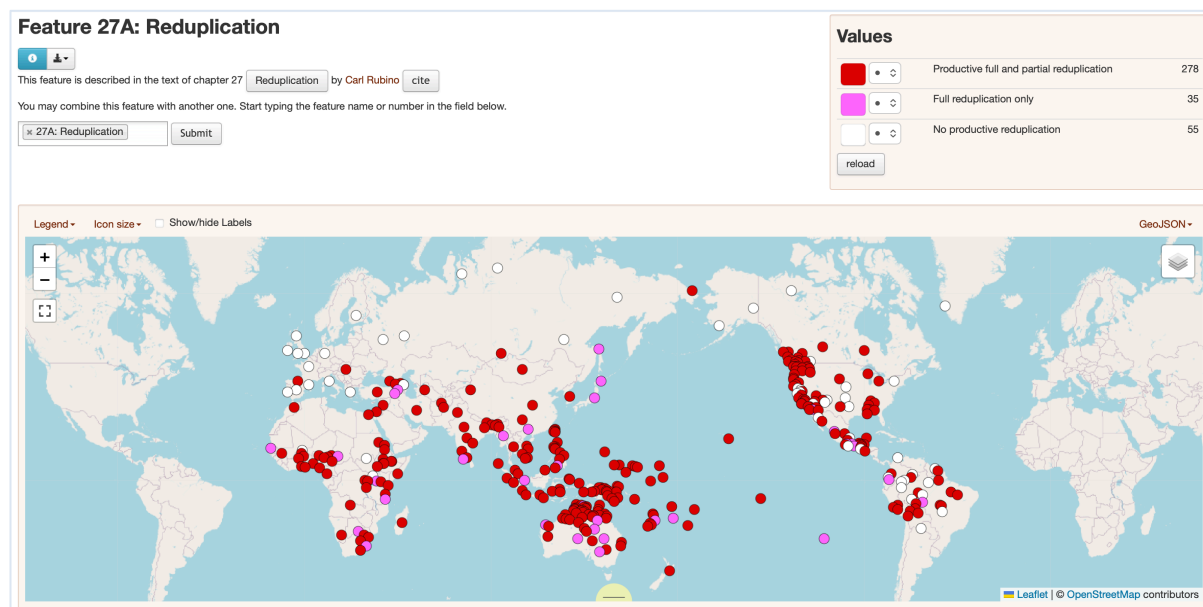 Feature 27A: Reduplication
This feature is described in the text of chapter 27 Reduplication by Carl Rubino cite
You may combine this feature with another one. Start typing the feature name or number in the field below.
× 27A: Reduplication Submit
Values
Productive full and partial reduplication 278
Full reduplication only 35
No productive reduplication 55
reload
Legend Icon size Show/hide Labels GeoJSON
+
−
Leaflet | © OpenStreetMap contributors